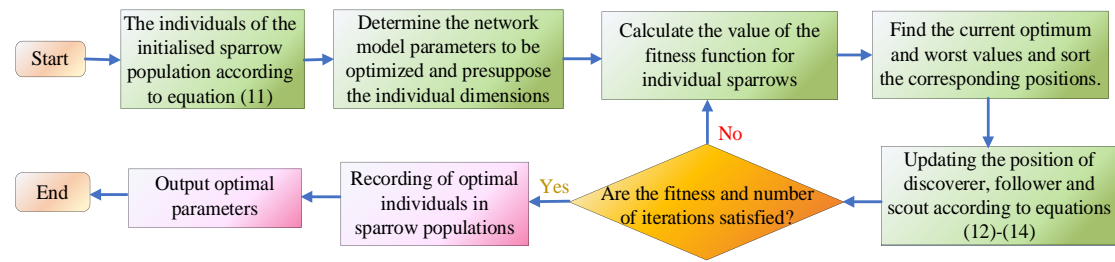 Start
The individuals of the
initialised sparrow
population according
to equation (11)
Determine the network
model parameters to be
optimized and presuppose
the individual dimensions
Calculate the value of the
fitness function for
individual sparrows
Find the current optimum
and worst values and sort
the corresponding positions.
Updating the position of
discoverer, follower and
scout according to equations
(12)-(14)
Are the fitness and number
of iterations satisfied?
No
Yes
Recording of optimal
individuals in
sparrow populations
Output optimal
parameters
End